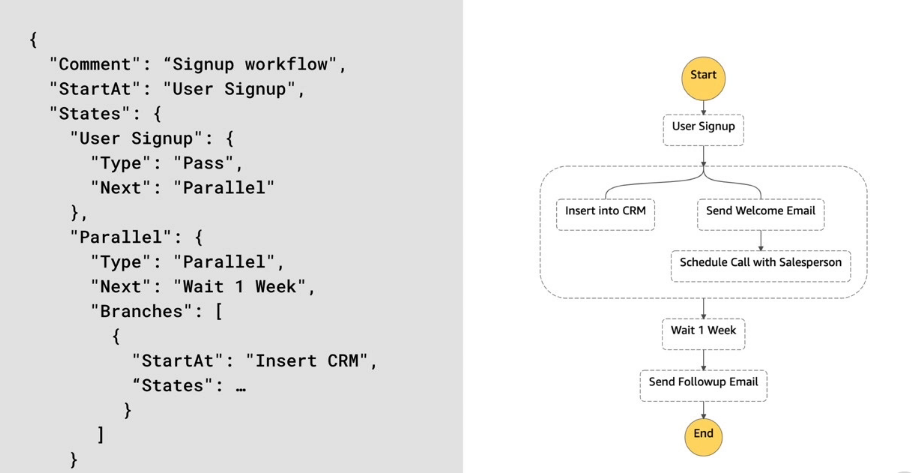 {
  "Comment": “Signup workflow",
  "StartAt": "User Signup",
  "States": {
    "User Signup": {
      "Type": "Pass",
      "Next": "Parallel"
    },
    "Parallel": {
      "Type": "Parallel",
      "Next": "Wait 1 Week",
      "Branches": [
        {
          "StartAt": "Insert CRM",
          “States": …
        }
      ]
    }
Start
User Signup
Insert into CRM
Send Welcome Email
Schedule Call with Salesperson
Wait 1 Week
Send Followup Email
End